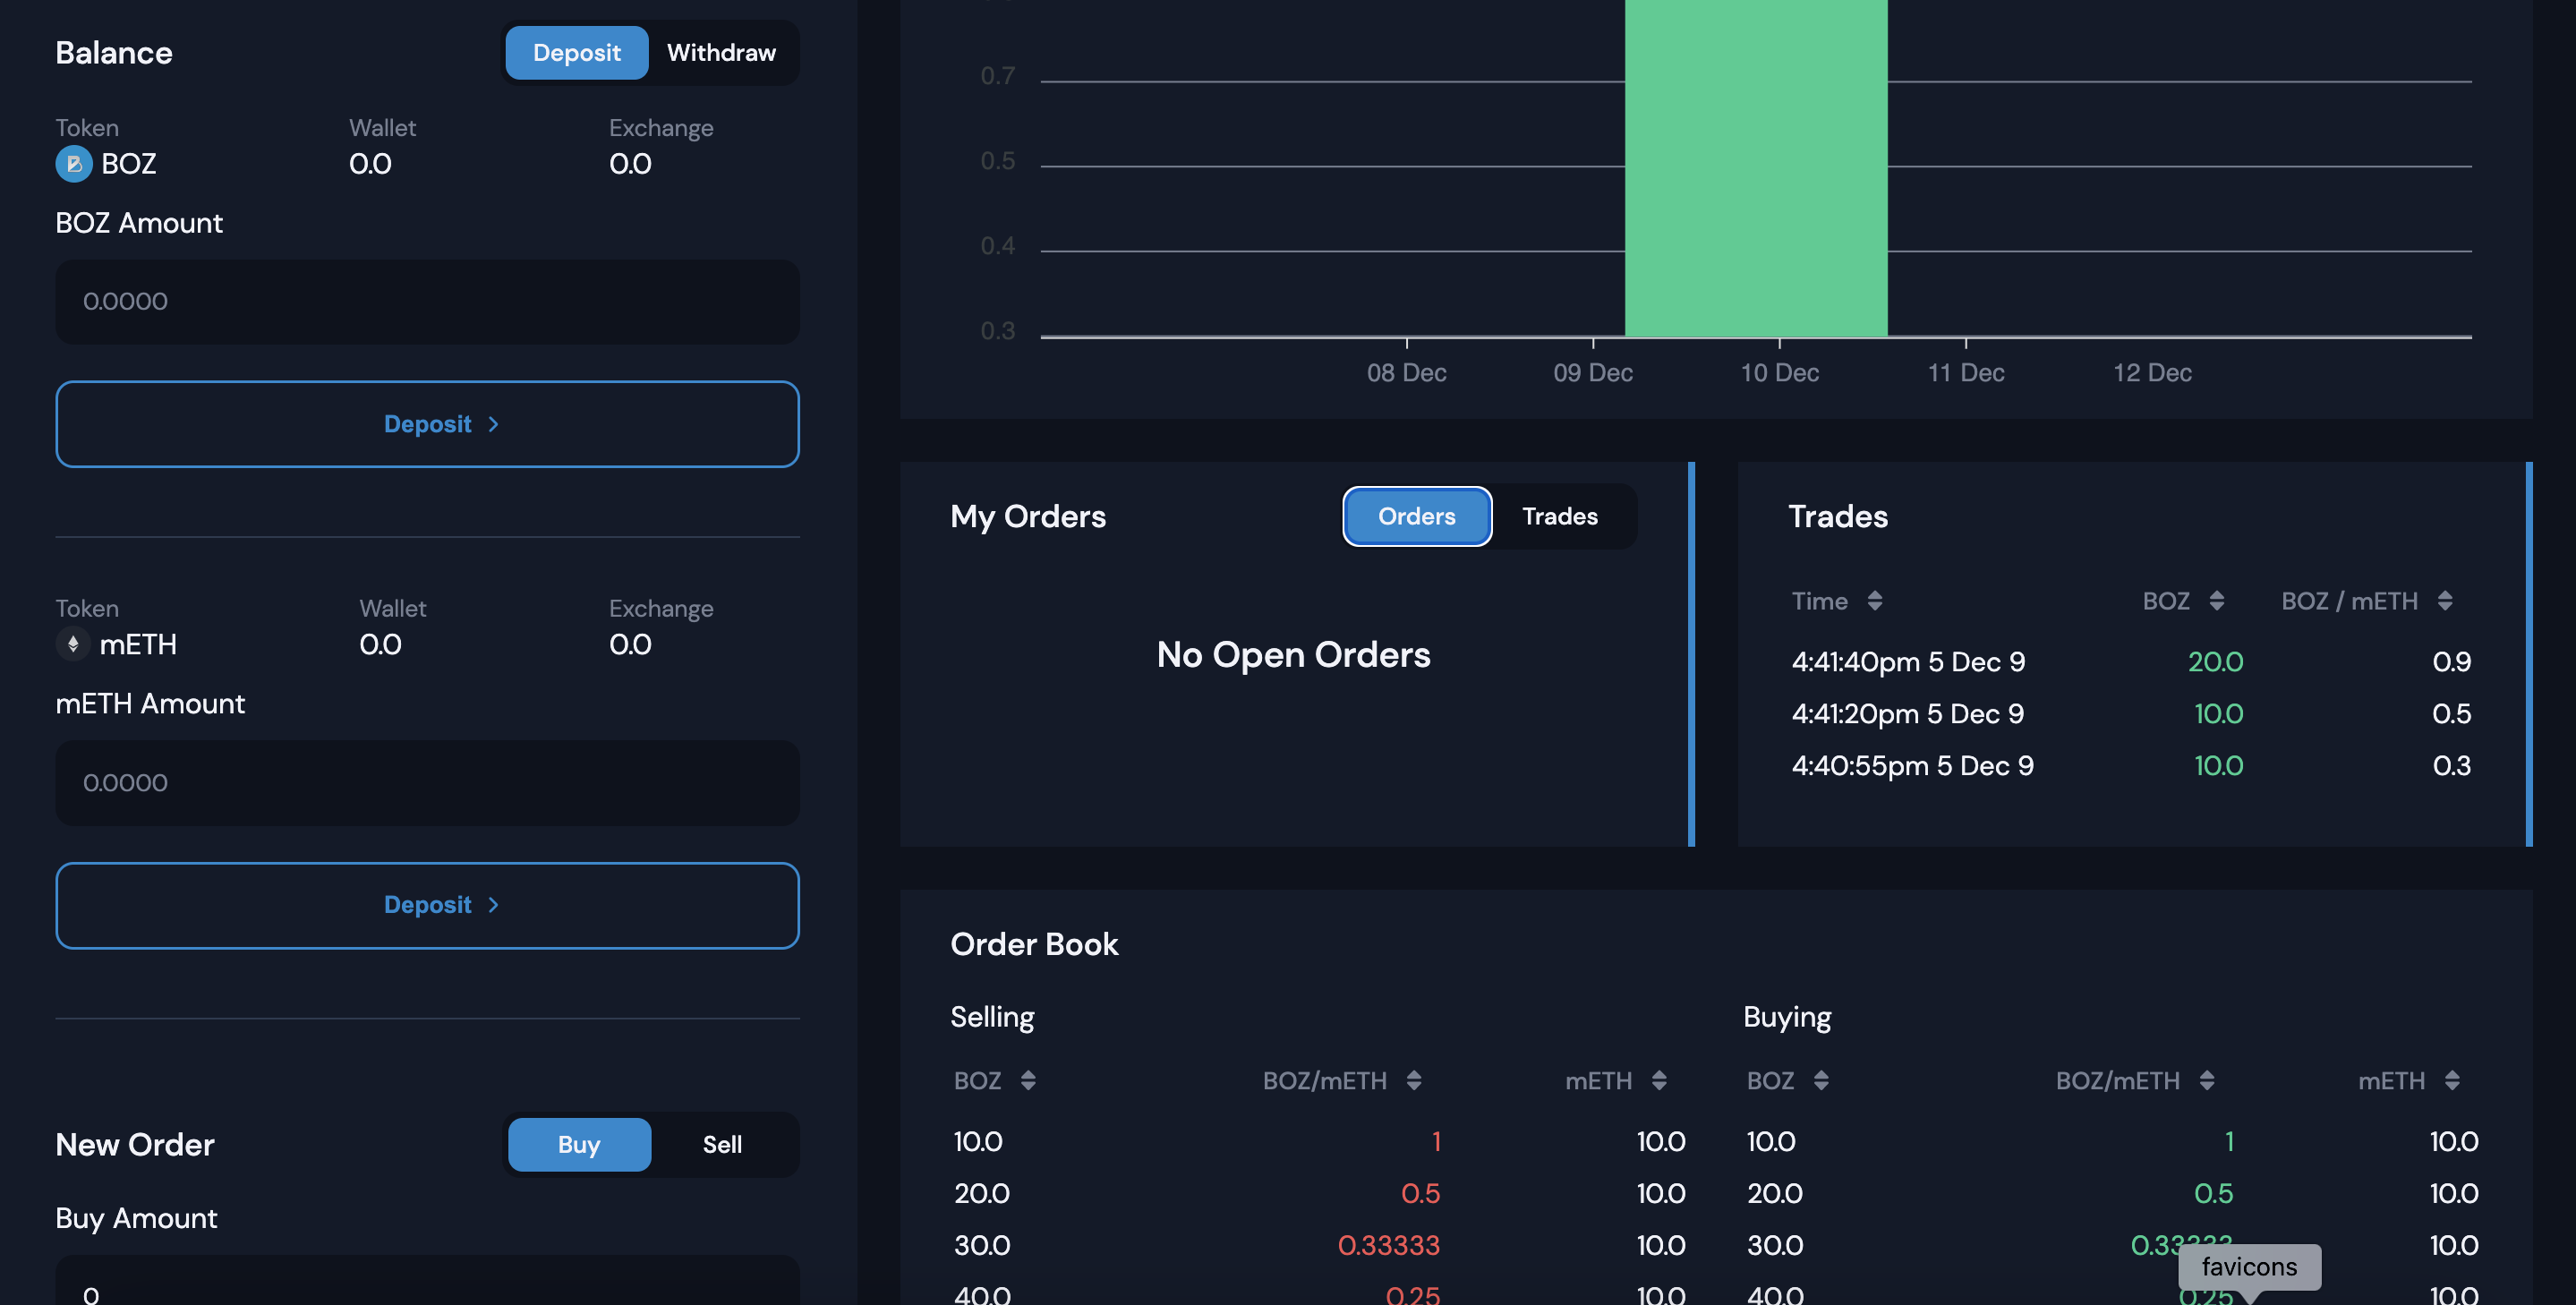 Balance
Deposit Withdraw
Token Wallet Exchange
BOZ 0.0 0.0
BOZ Amount
0.0000
Deposit >
Token Wallet Exchange
mETH 0.0 0.0
mETH Amount
0.0000
Deposit >
New Order
Buy Sell
Buy Amount
0
0.7
0.5
0.4
0.3
08 Dec 09 Dec 10 Dec 11 Dec 12 Dec
My Orders
Orders Trades
No Open Orders
Trades
Time BOZ BOZ / mETH
4:41:40pm 5 Dec 9 20.0 0.9
4:41:20pm 5 Dec 9 10.0 0.5
4:40:55pm 5 Dec 9 10.0 0.3
Order Book
Selling
BOZ BOZ/mETH mETH
10.0 1 10.0
20.0 0.5 10.0
30.0 0.33333 10.0
40.0 0.25 10.0
Buying
BOZ BOZ/mETH mETH
10.0 1 10.0
20.0 0.5 10.0
30.0 0.33333 10.0
40.0 0.25 10.0
favicons